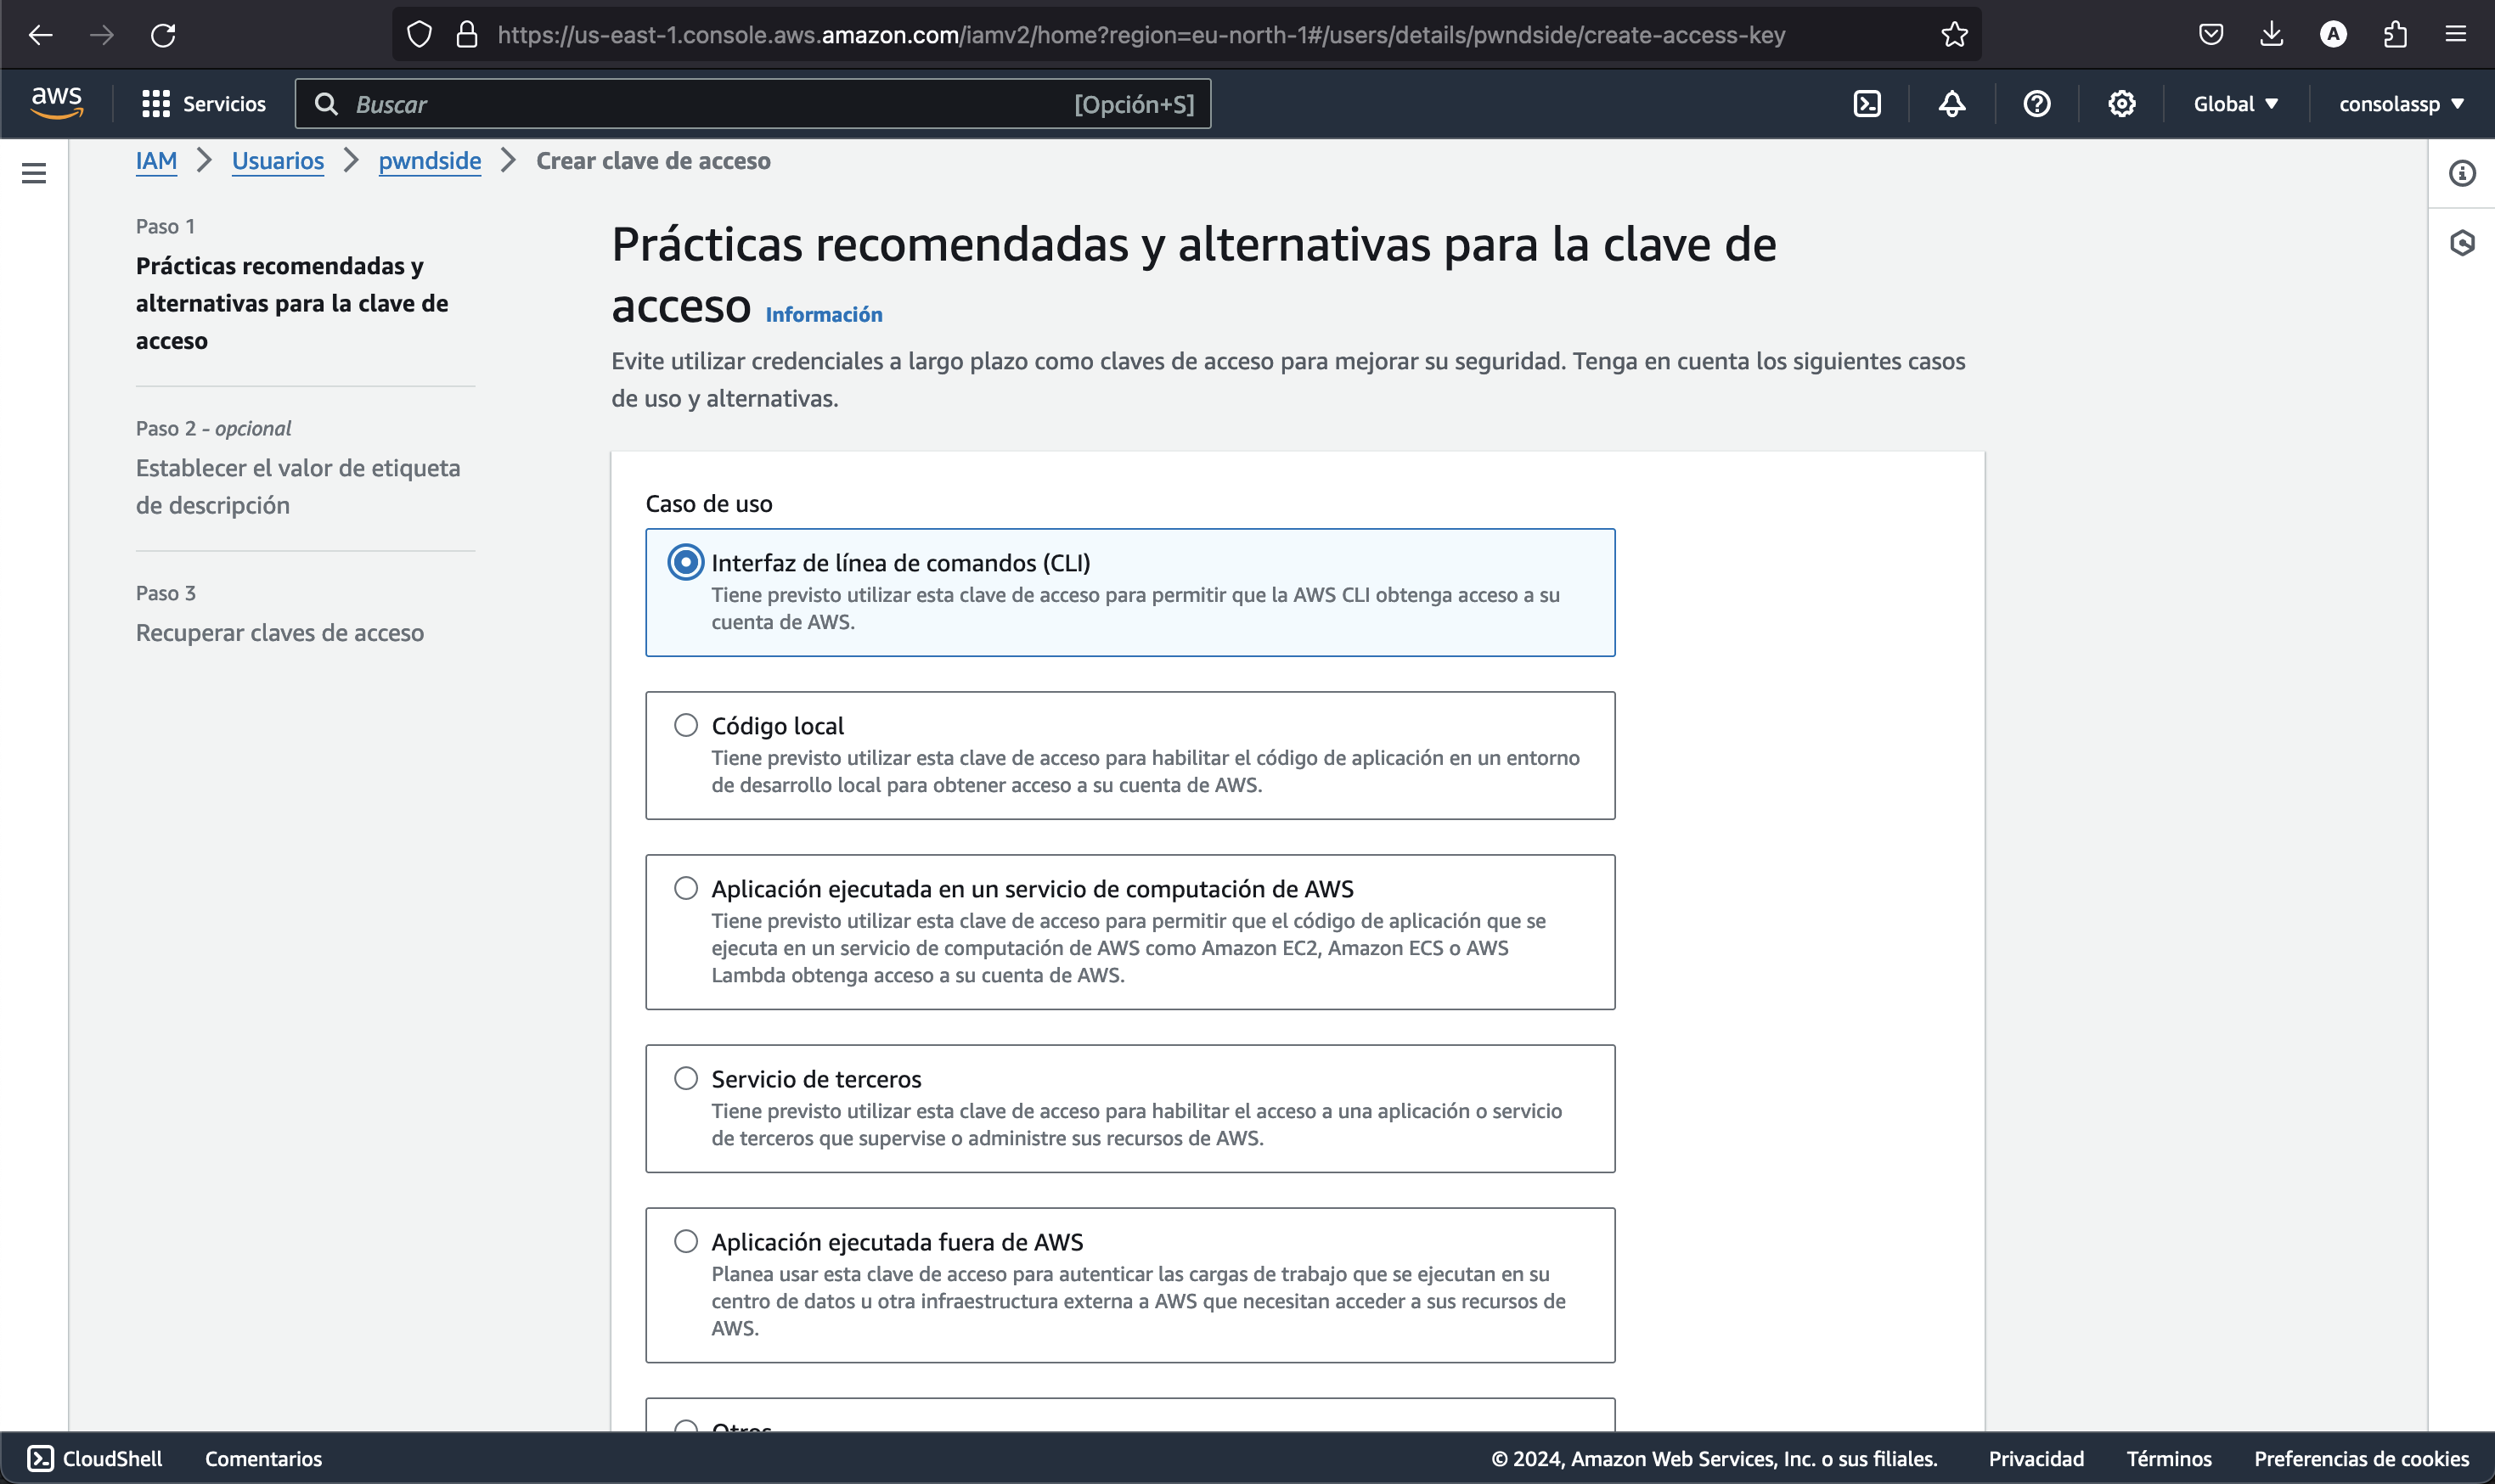 https://us-east-1.console.aws.amazon.com/iamv2/home?region=eu-north-1#/users/details/pwndside/create-access-key
A
aws
Servicios
Buscar
[Opción+S]
Global
consolassp
IAM
Usuarios
pwndside
Crear clave de acceso
Paso 1
Prácticas recomendadas y
alternativas para la clave de
acceso
Paso 2 - opcional
Establecer el valor de etiqueta
de descripción
Paso 3
Recuperar claves de acceso
Prácticas recomendadas y alternativas para la clave de
acceso Información
Evite utilizar credenciales a largo plazo como claves de acceso para mejorar su seguridad. Tenga en cuenta los siguientes casos
de uso y alternativas.
Caso de uso
Interfaz de línea de comandos (CLI)
Tiene previsto utilizar esta clave de acceso para permitir que la AWS CLI obtenga acceso a su
cuenta de AWS.
Código local
Tiene previsto utilizar esta clave de acceso para habilitar el código de aplicación en un entorno
de desarrollo local para obtener acceso a su cuenta de AWS.
Aplicación ejecutada en un servicio de computación de AWS
Tiene previsto utilizar esta clave de acceso para permitir que el código de aplicación que se
ejecuta en un servicio de computación de AWS como Amazon EC2, Amazon ECS o AWS
Lambda obtenga acceso a su cuenta de AWS.
Servicio de terceros
Tiene previsto utilizar esta clave de acceso para habilitar el acceso a una aplicación o servicio
de terceros que supervise o administre sus recursos de AWS.
Aplicación ejecutada fuera de AWS
Planea usar esta clave de acceso para autenticar las cargas de trabajo que se ejecutan en su
centro de datos u otra infraestructura externa a AWS que necesitan acceder a sus recursos de
AWS.
Otros
CloudShell
Comentarios
© 2024, Amazon Web Services, Inc. o sus filiales.
Privacidad
Términos
Preferencias de cookies